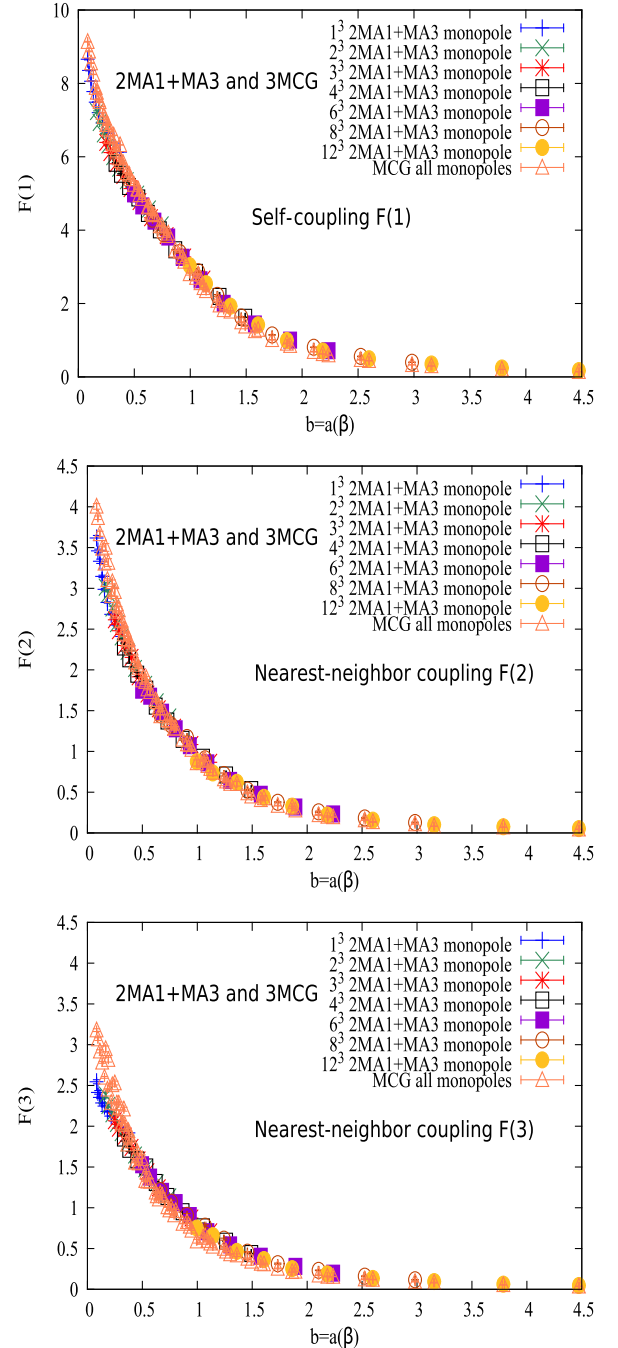 10
8
6
4
2
0
F(1)
2MA1+MA3 and 3MCG
1³ 2MA1+MA3 monopole
2³ 2MA1+MA3 monopole
3³ 2MA1+MA3 monopole
4³ 2MA1+MA3 monopole
6³ 2MA1+MA3 monopole
8³ 2MA1+MA3 monopole
12³ 2MA1+MA3 monopole
MCG all monopoles
Self-coupling F(1)
0 0.5 1 1.5 2 2.5 3 3.5 4 4.5
b=a(β)
4.5
4
3.5
3
2.5
2
1.5
1
0.5
0
F(2)
2MA1+MA3 and 3MCG
1³ 2MA1+MA3 monopole
2³ 2MA1+MA3 monopole
3³ 2MA1+MA3 monopole
4³ 2MA1+MA3 monopole
6³ 2MA1+MA3 monopole
8³ 2MA1+MA3 monopole
12³ 2MA1+MA3 monopole
MCG all monopoles
Nearest-neighbor coupling F(2)
0 0.5 1 1.5 2 2.5 3 3.5 4 4.5
b=a(β)
4.5
4
3.5
3
2.5
2
1.5
1
0.5
0
F(3)
2MA1+MA3 and 3MCG
1³ 2MA1+MA3 monopole
2³ 2MA1+MA3 monopole
3³ 2MA1+MA3 monopole
4³ 2MA1+MA3 monopole
6³ 2MA1+MA3 monopole
8³ 2MA1+MA3 monopole
12³ 2MA1+MA3 monopole
MCG all monopoles
Nearest-neighbor coupling F(3)
0 0.5 1 1.5 2 2.5 3 3.5 4 4.5
b=a(β)